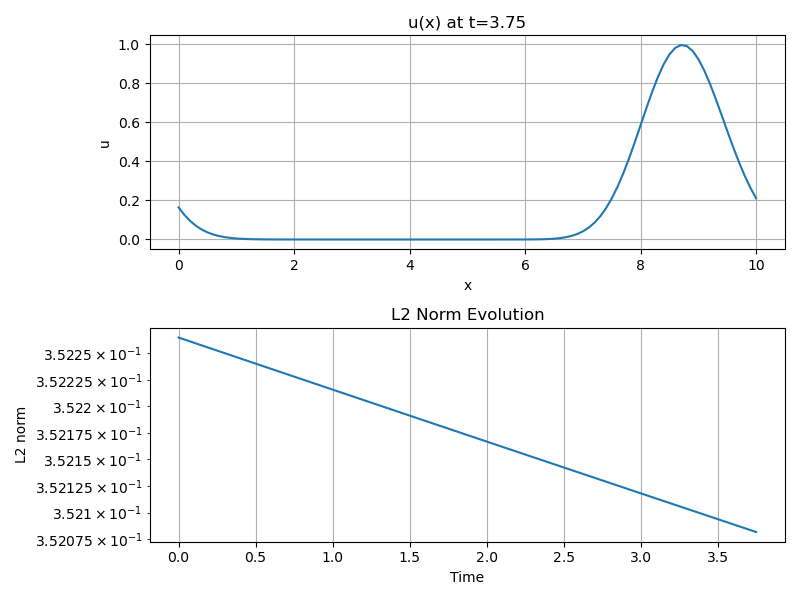 u(x) at t=3.75
1.0
0.8
0.6
0.4
0.2
0.0
u
0 2 4 6 8 10
x
L2 Norm Evolution
3.5225 × 10⁻¹
3.52225 × 10⁻¹
3.522 × 10⁻¹
3.52175 × 10⁻¹
3.5215 × 10⁻¹
3.52125 × 10⁻¹
3.521 × 10⁻¹
3.52075 × 10⁻¹
L2 norm
0.0 0.5 1.0 1.5 2.0 2.5 3.0 3.5
Time